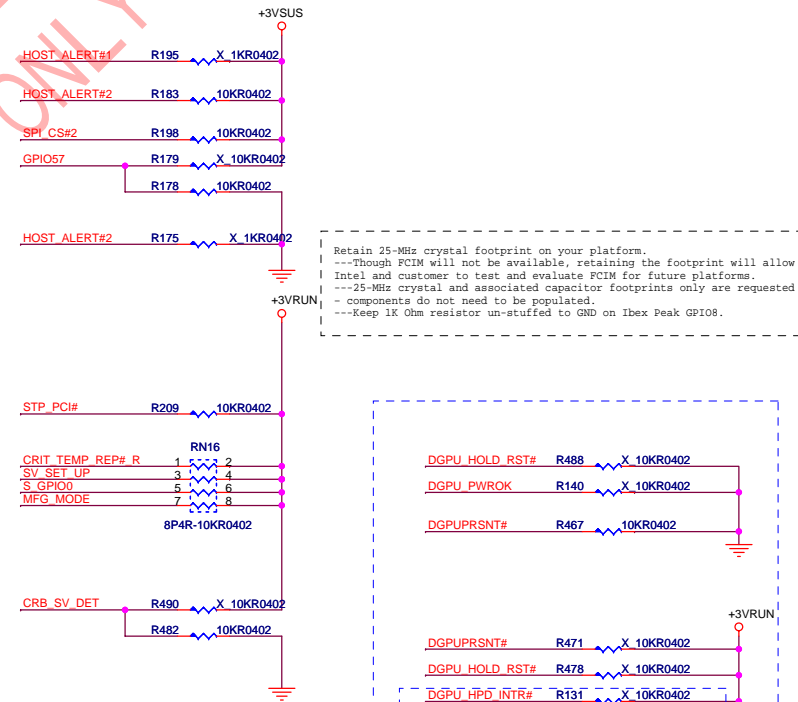 ONLY
+3VSUS
HOST_ALERT#1 R195 X_1KR0402
HOST_ALERT#2 R183 10KR0402
SPI_CS#2 R198 10KR0402
GPIO57 R179 X_10KR0402
R178 10KR0402
HOST_ALERT#2 R175 X_1KR0402
Retain 25-MHz crystal footprint on your platform.
---Though FCIM will not be available, retaining the footprint will allow
Intel and customer to test and evaluate FCIM for future platforms.
---25-MHz crystal and associated capacitor footprints only are requested
- components do not need to be populated.
---Keep 1K Ohm resistor un-stuffed to GND on Ibex Peak GPIO8.
+3VRUN
STP_PCI# R209 10KR0402
RN16
CRIT_TEMP_REP#_R 1 2
SV_SET_UP 3 4
S_GPIO0 5 6
MFG_MODE 7 8
8P4R-10KR0402
CRB_SV_DET R490 X_10KR0402
R482 10KR0402
DGPU_HOLD_RST# R488 X_10KR0402
DGPU_PWROK R140 X_10KR0402
DGPUPRSNT# R467 10KR0402
+3VRUN
DGPUPRSNT# R471 X_10KR0402
DGPU_HOLD_RST# R478 X_10KR0402
DGPU_HPD_INTR# R131 X_10KR0402